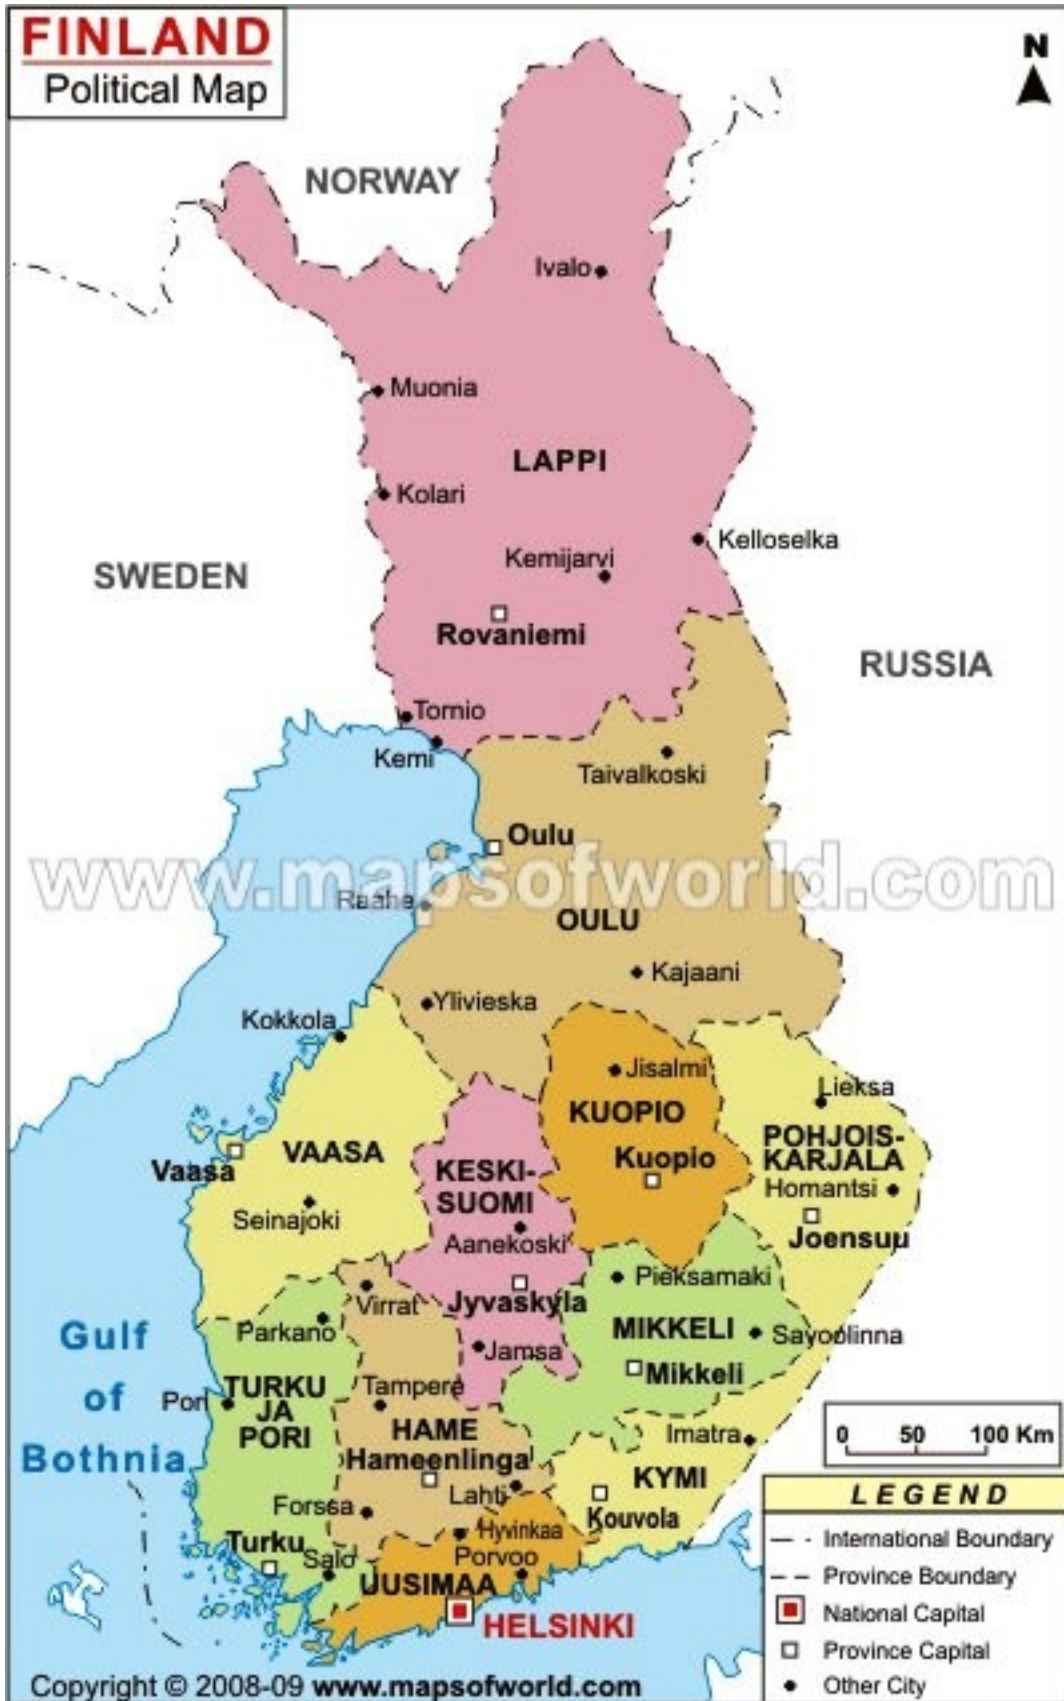 FINLAND
Political Map
N
NORWAY
Ivalo
Muonia
LAPPI
Kolari
Kelloselka
Kemijarvi
SWEDEN
Rovaniemi
RUSSIA
Tornio
Kemi
Taivalkoski
Oulu
www.mapsofworld.com
Raahe
OULU
Kajaani
Ylivieska
Kokkola
Jisalmi
Lieksa
KUOPIO
POHJOIS-
KARJALA
VAASA
Vaasa
KESKI-
SUOMI
Kuopio
Homantsi
Seinajoki
Aanekoski
Joensuu
Pieksamaki
Virrat
Jyvaskyla
Parkano
MIKKELI
Savoolinna
Gulf
of
Bothnia
Jamsa
Mikkeli
TURKU
JA
PORI
Pori
Tampere
HAME
Hameenlinga
Imatra
0 50 100 Km
KYMI
Lahti
Forssa
Kouvola
Hyvinkaa
Turku
Salo
Porvoo
UUSIMAA
HELSINKI
LEGEND
International Boundary
Province Boundary
National Capital
Province Capital
Other City
Copyright © 2008-09 www.mapsofworld.com